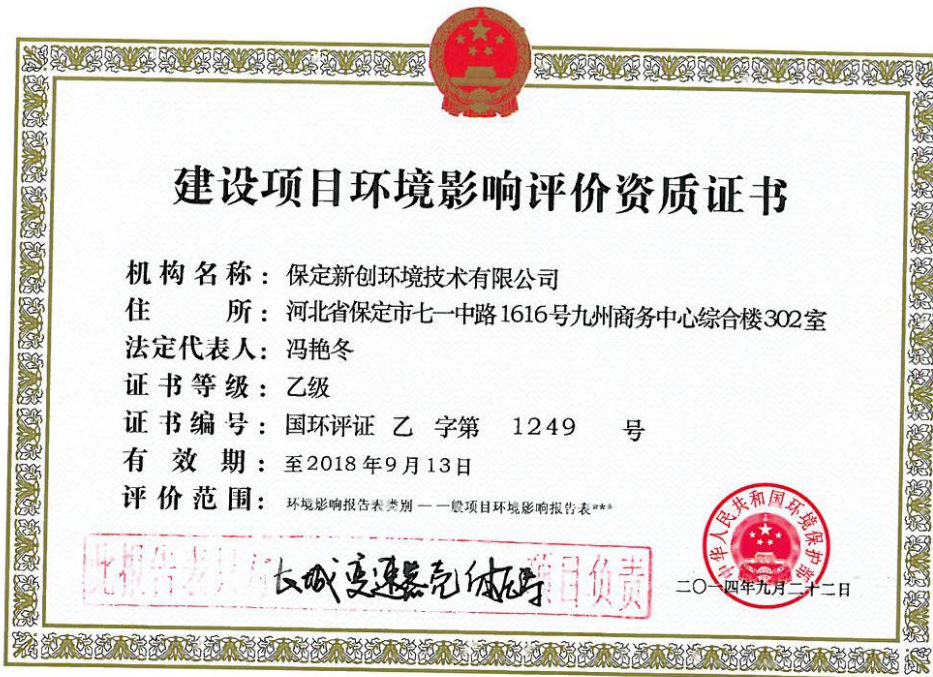 建设项目环境影响评价资质证书
机构名称：保定新创环境技术有限公司
住 所：河北省保定市七一中路1616号九州商务中心综合楼302室
法定代表人：冯艳冬
证书等级：乙级
证书编号：国环评证 乙 字第 1249 号
有效期：至2018年9月13日
评价范围：环境影响报告表类别 — 一般项目环境影响报告表***
中华人民共和国环境保护部
此报告表只对 长城变速器壳体 项目负责
二〇一四年九月二十二日